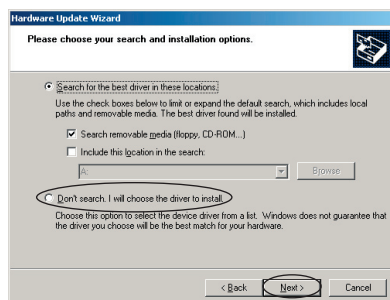 Hardware Update Wizard
Please choose your search and installation options.
Search for the best driver in these locations.
Use the check boxes below to limit or expand the default search, which includes local
paths and removable media. The best driver found will be installed.
Search removable media (floppy, CD-ROM...)
Include this location in the search:
A:
Browse
Don't search. I will choose the driver to install.
Choose this option to select the device driver from a list. Windows does not guarantee that
the driver you choose will be the best match for your hardware.
< Back Next > Cancel